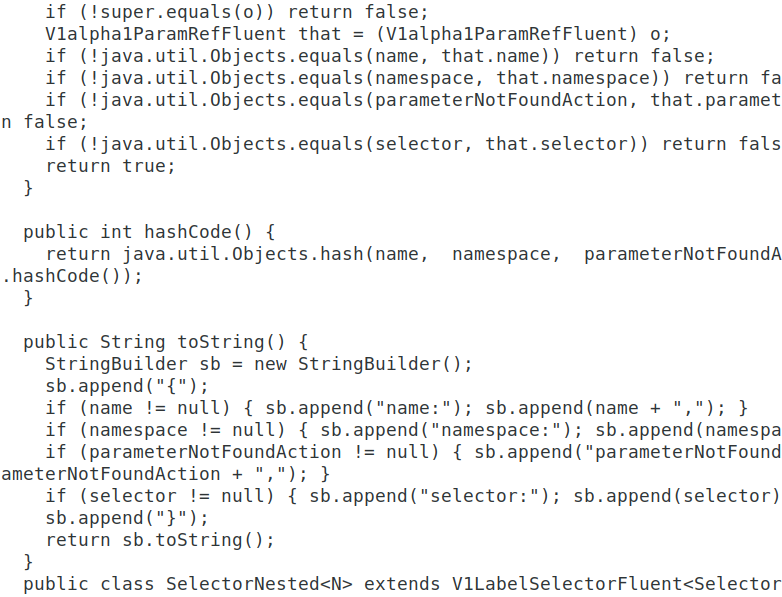 if (!super.equals(o)) return false;
    V1alpha1ParamRefFluent that = (V1alpha1ParamRefFluent) o;
    if (!java.util.Objects.equals(name, that.name)) return false;
    if (!java.util.Objects.equals(namespace, that.namespace)) return fa
    if (!java.util.Objects.equals(parameterNotFoundAction, that.paramet
n false;
    if (!java.util.Objects.equals(selector, that.selector)) return fals
    return true;
  }

  public int hashCode() {
    return java.util.Objects.hash(name,  namespace,  parameterNotFoundA
.hashCode());
  }

  public String toString() {
    StringBuilder sb = new StringBuilder();
    sb.append("{");
    if (name != null) { sb.append("name:"); sb.append(name + ","); }
    if (namespace != null) { sb.append("namespace:"); sb.append(namespa
    if (parameterNotFoundAction != null) { sb.append("parameterNotFound
ameterNotFoundAction + ","); }
    if (selector != null) { sb.append("selector:"); sb.append(selector)
    sb.append("}");
    return sb.toString();
  }
  public class SelectorNested<N> extends V1LabelSelectorFluent<Selector